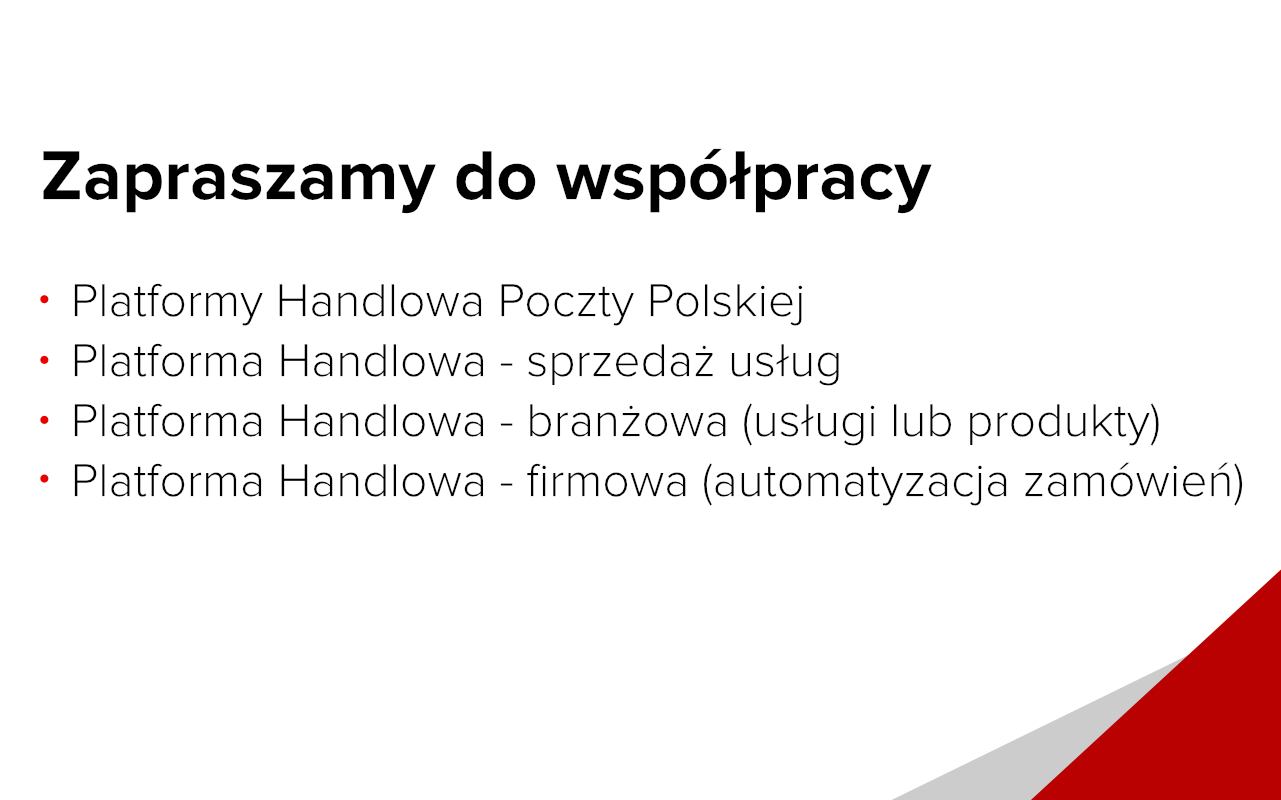 Zapraszamy do współpracy
• Platformy Handlowa Poczty Polskiej
• Platforma Handlowa - sprzedaż usług
• Platforma Handlowa - branżowa (usługi lub produkty)
• Platforma Handlowa - firmowa (automatyzacja zamówień)